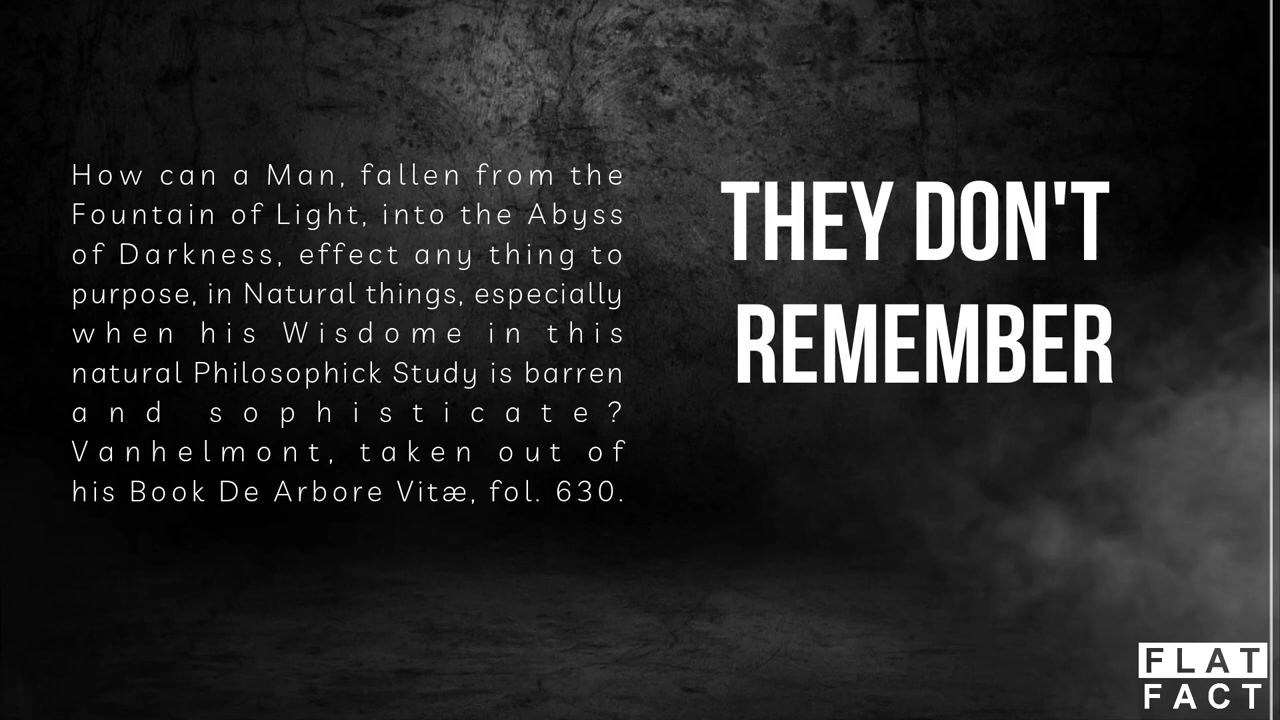 How can a Man, fallen from the
Fountain of Light, into the Abyss
of Darkness, effect any thing to
purpose, in Natural things, especially
when his Wisdome in this
natural Philosophick Study is barren
and sophisticate?
Vanhelmont, taken out of
his Book De Arbore Vitæ, fol. 630.
THEY DON'T
REMEMBER
FLAT
FACT